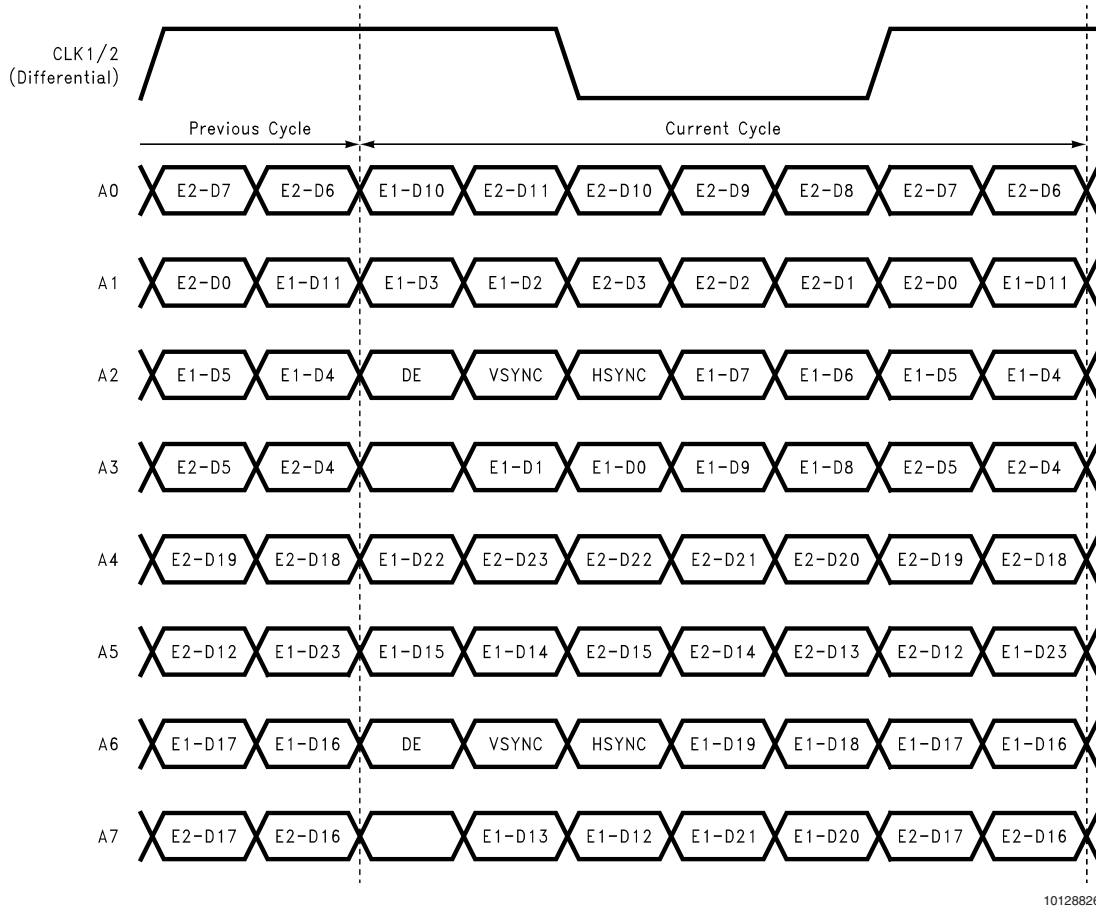 CLK1/2
(Differential)
Previous Cycle Current Cycle
A0 E2-D7 E2-D6 E1-D10 E2-D11 E2-D10 E2-D9 E2-D8 E2-D7 E2-D6
A1 E2-D0 E1-D11 E1-D3 E1-D2 E2-D3 E2-D2 E2-D1 E2-D0 E1-D11
A2 E1-D5 E1-D4 DE VSYNC HSYNC E1-D7 E1-D6 E1-D5 E1-D4
A3 E2-D5 E2-D4 E1-D1 E1-D0 E1-D9 E1-D8 E2-D5 E2-D4
A4 E2-D19 E2-D18 E1-D22 E2-D23 E2-D22 E2-D21 E2-D20 E2-D19 E2-D18
A5 E2-D12 E1-D23 E1-D15 E1-D14 E2-D15 E2-D14 E2-D13 E2-D12 E1-D23
A6 E1-D17 E1-D16 DE VSYNC HSYNC E1-D19 E1-D18 E1-D17 E1-D16
A7 E2-D17 E2-D16 E1-D13 E1-D12 E1-D21 E1-D20 E2-D17 E2-D16
10128826